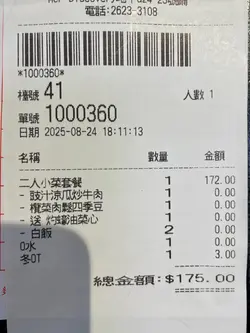 電話:2623-3108
*1000360*
檯號 41 人數 1
單號 1000360
日期 2025-08-24 18:11:13
名稱 數量 金額
二人小菜套餐 1 172.00
- 豉汁涼瓜炒牛肉 1 0.00
- 欖菜肉鬆四季豆 1 0.00
- 送 油菜心 1 0.00
- 白飯 2 0.00
0水 1 0.00
冬OT 1 3.00
總金額:$175.00